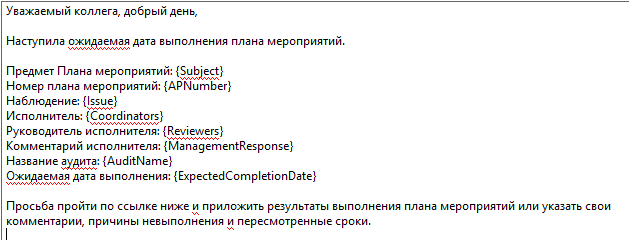 Уважаемый коллега, добрый день,
Наступила ожидаемая дата выполнения плана мероприятий.
Предмет Плана мероприятий: {Subject}
Номер плана мероприятий: {APNumber}
Наблюдение: {Issue}
Исполнитель: {Coordinators}
Руководитель исполнителя: {Reviewers}
Комментарий исполнителя: {ManagementResponse}
Название аудита: {AuditName}
Ожидаемая дата выполнения: {ExpectedCompletionDate}
Просьба пройти по ссылке ниже и приложить результаты выполнения плана мероприятий или указать свои
комментарии, причины невыполнения и пересмотренные сроки.